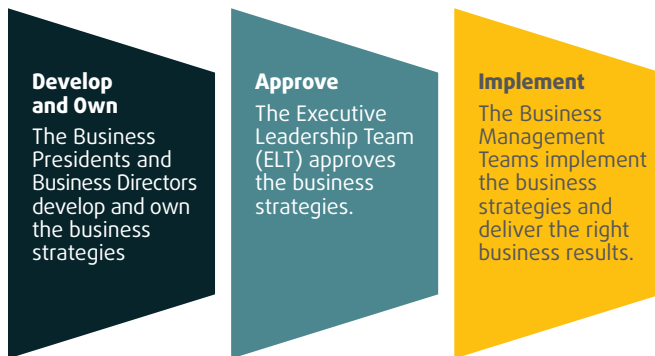 Develop
and Own
The Business
Presidents and
Business Directors
develop and own
the business
strategies
Approve
The Executive
Leadership Team
(ELT) approves
the business
strategies.
Implement
The Business
Management
Teams implement
the business
strategies and
deliver the right
business results.